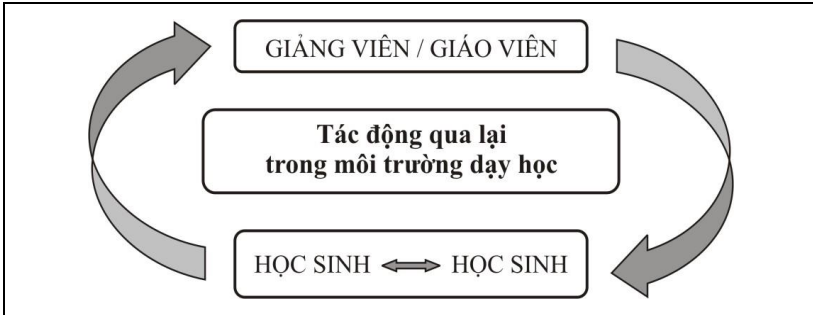 GIẢNG VIÊN / GIÁO VIÊN
Tác động qua lại
trong môi trường dạy học
HỌC SINH HỌC SINH